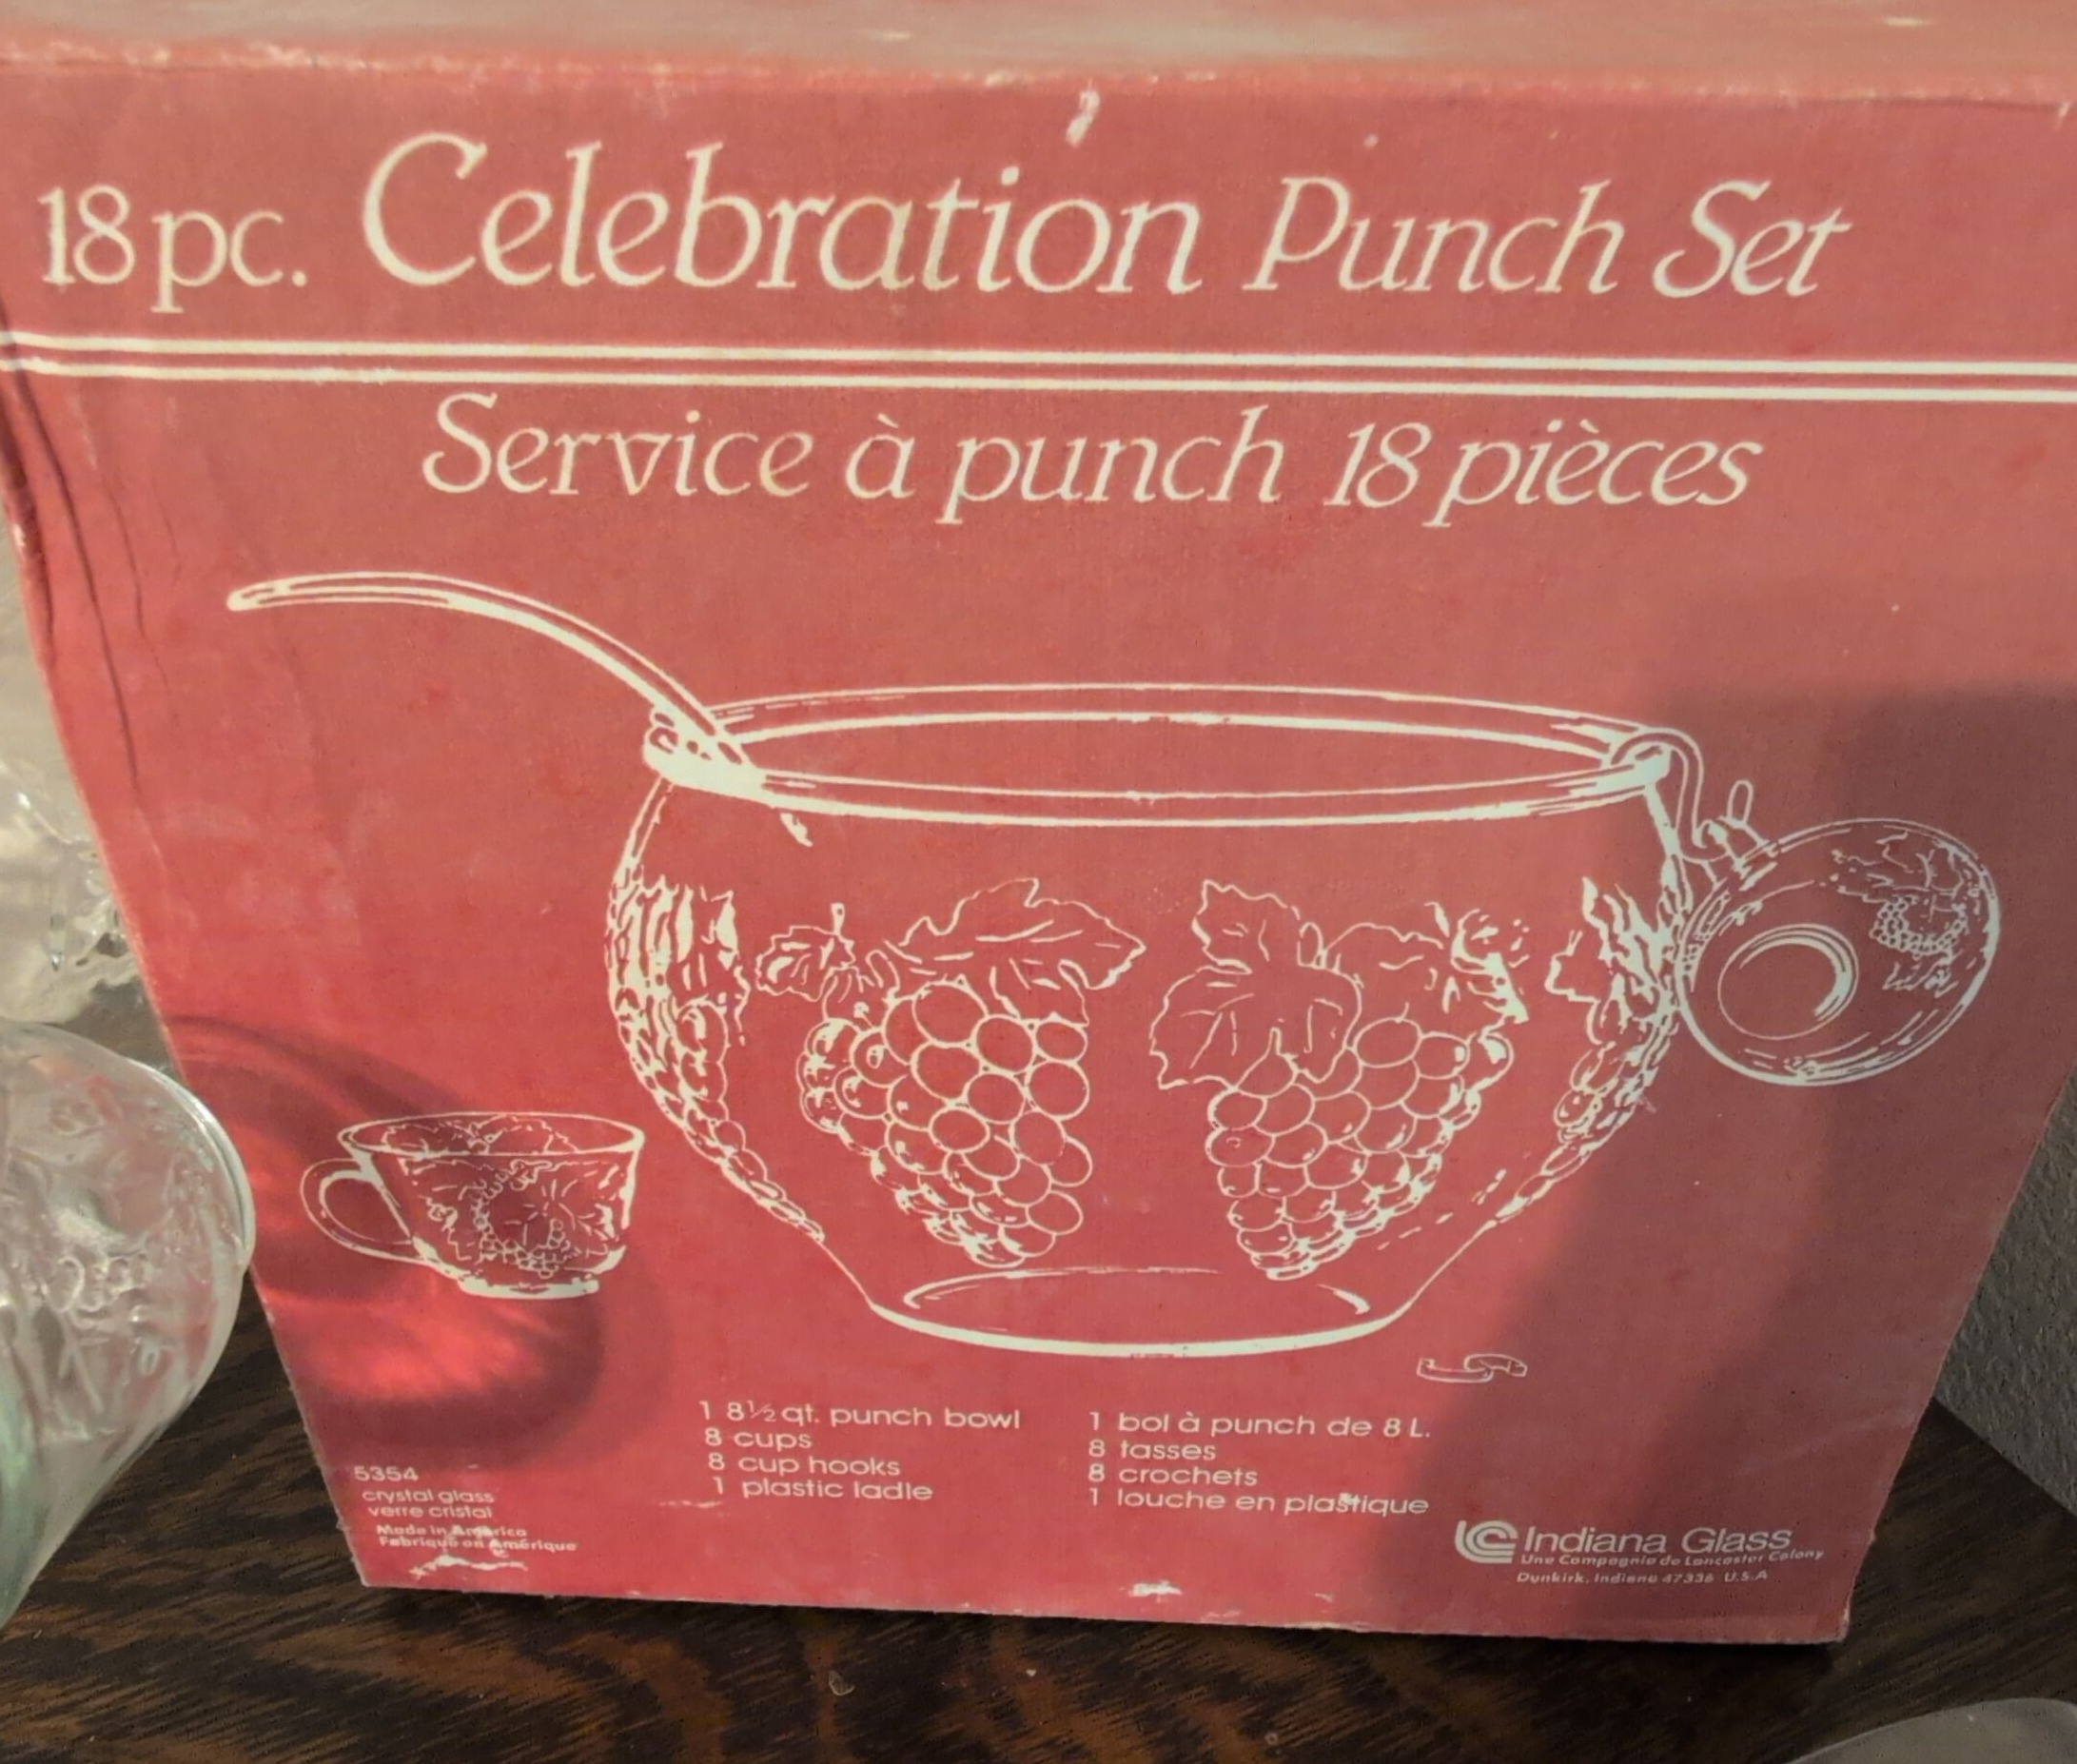 18 pc. Celebration Punch Set
Service à punch 18 pièces
1 8½ qt. punch bowl
8 cups
8 cup hooks
1 plastic ladle
1 bol à punch de 8 L.
8 tasses
8 crochets
1 louche en plastique
5354
crystal glass
verre cristal
Made in America
Fabriqué en Amérique
Indiana Glass
Une Compagnie de Lancaster Colony
Dunkirk, Indiana 47336 U.S.A